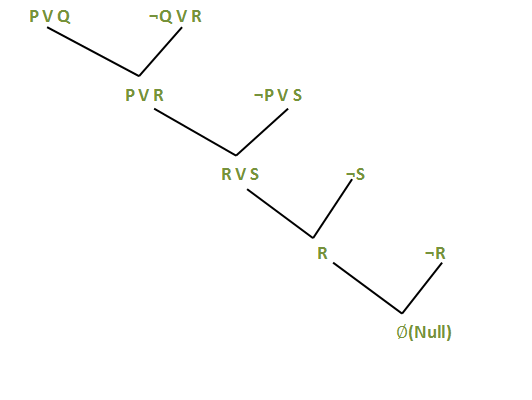 P V Q ¬Q V R
P V R ¬P V S
R V S ¬S
R ¬R
Ø(Null)